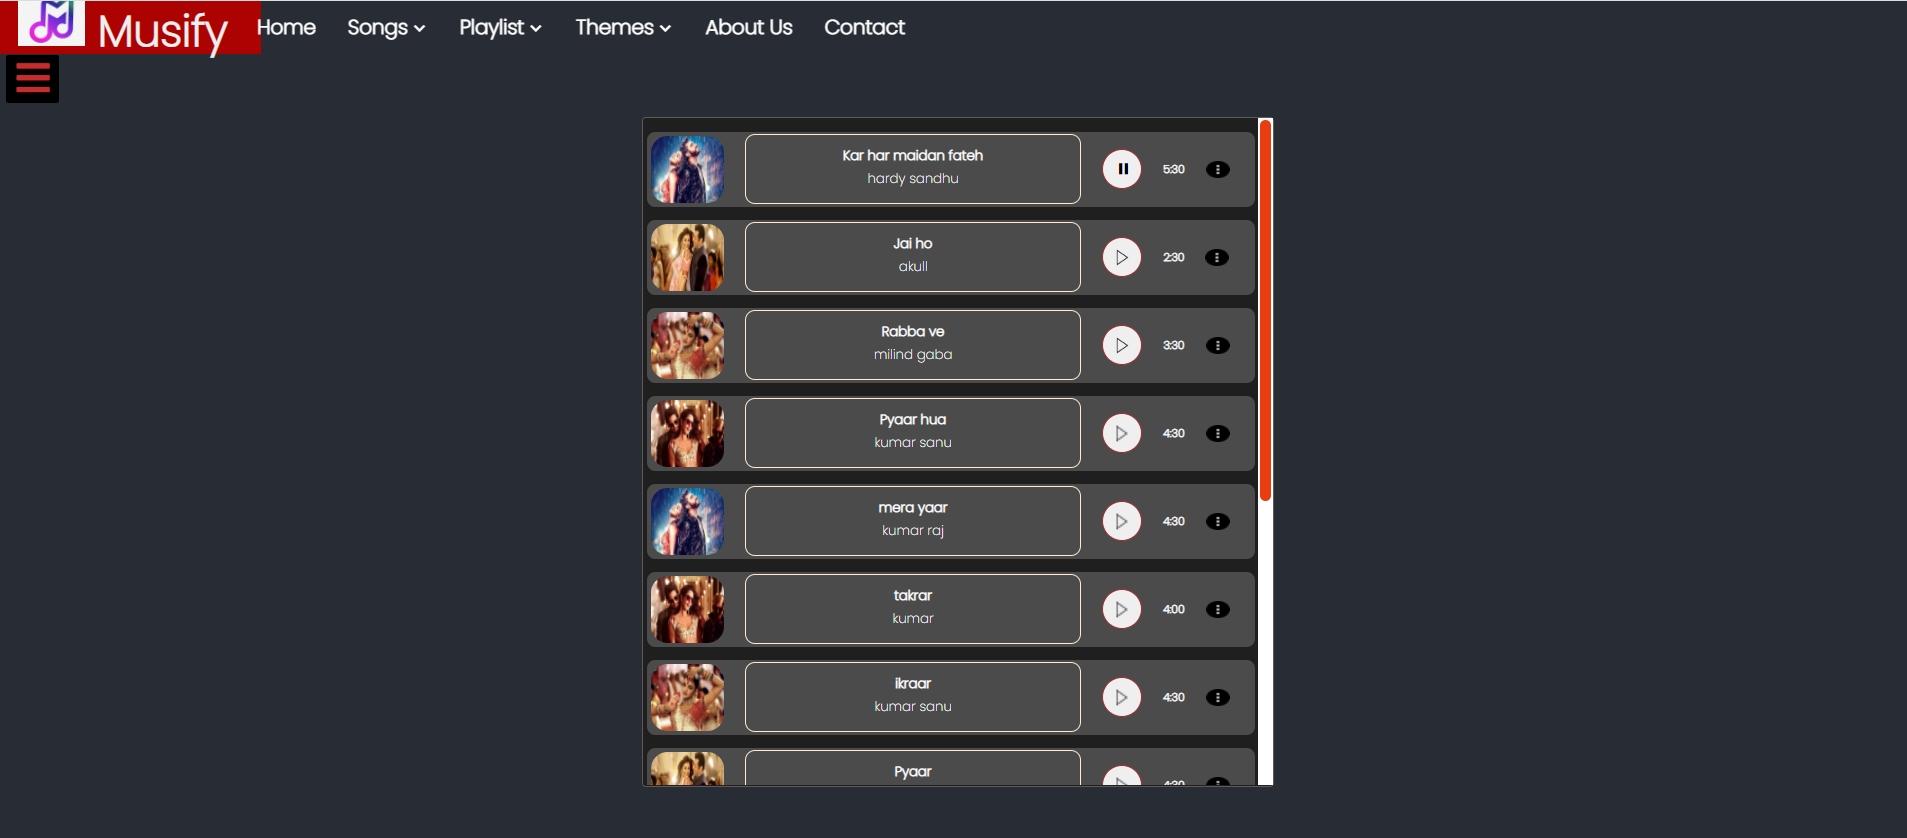 Musify
Home Songs Playlist Themes About Us Contact
Kar har maidan fateh
hardy sandhu
5:30
Jai ho
akull
2:30
Rabba ve
milind gaba
3:30
Pyaar hua
kumar sanu
4:30
mera yaar
kumar raj
4:30
takrar
kumar
4:00
ikraar
kumar sanu
4:30
Pyaar
4:30